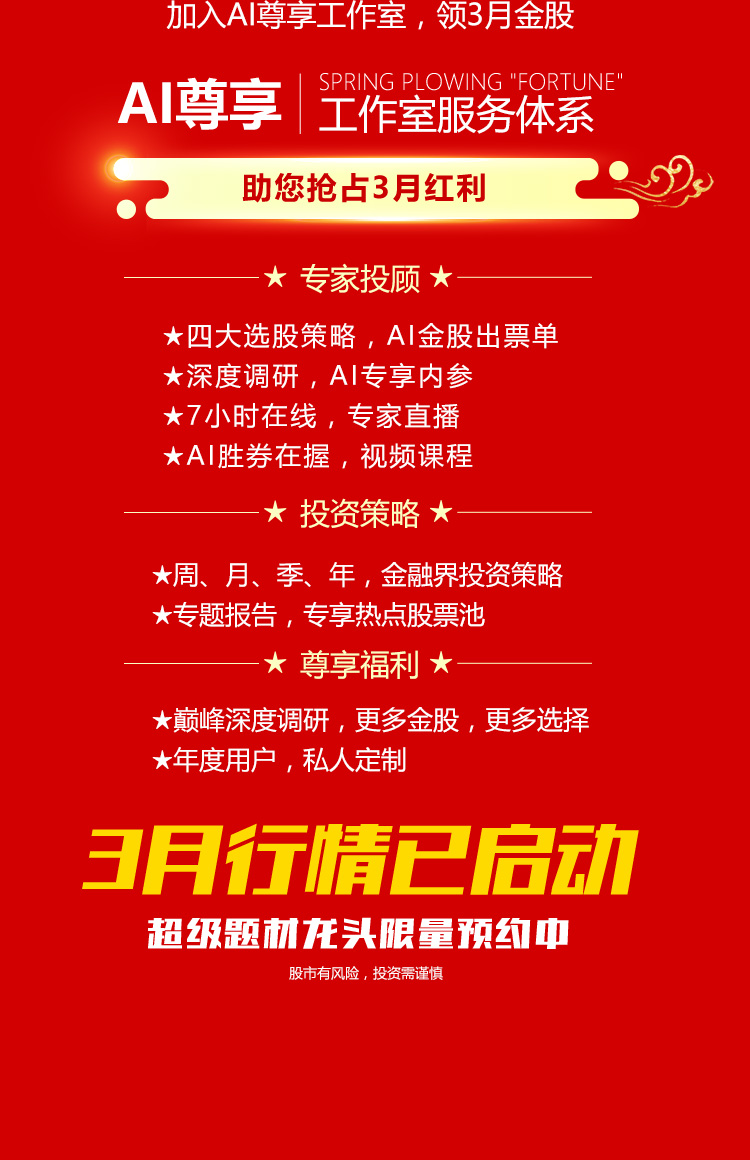 加入AI尊享工作室，领3月金股
AI尊享
SPRING PLOWING "FORTUNE"
工作室服务体系
助您抢占3月红利
★ 专家投顾 ★
★四大选股策略，AI金股出票单
★深度调研，AI专享内参
★7小时在线，专家直播
★AI胜券在握，视频课程
★ 投资策略 ★
★周、月、季、年，金融界投资策略
★专题报告，专享热点股票池
★ 尊享福利 ★
★巅峰深度调研，更多金股，更多选择
★年度用户，私人定制
3月行情已启动
超级题材龙头限量预约中
股市有风险，投资需谨慎